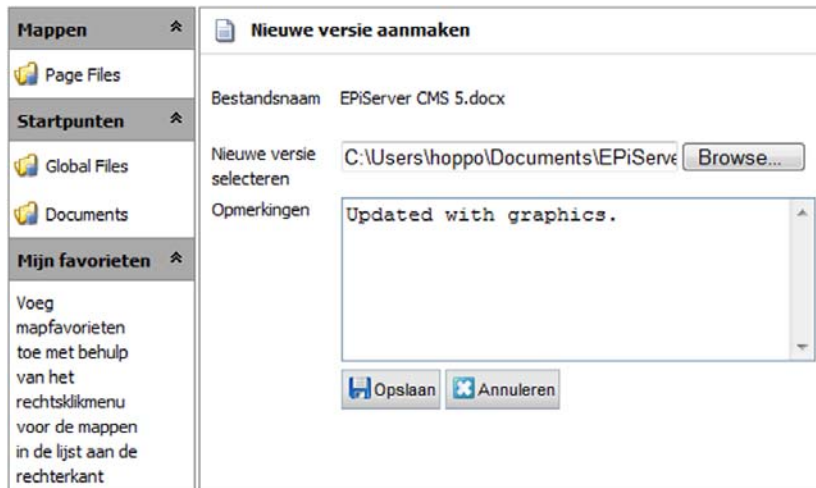 Mappen
Page Files
Startpunten
Global Files
Documents
Mijn favorieten
Voeg
mapfavorieten
toe met behulp
van het
rechtsklikmenu
voor de mappen
in de lijst aan de
rechterkant
Nieuwe versie aanmaken
Bestandsnaam EPiServer CMS 5.docx
Nieuwe versie
selecteren
C:\Users\hoppo\Documents\EPiServe Browse...
Opmerkingen
Updated with graphics.
Opslaan Annuleren